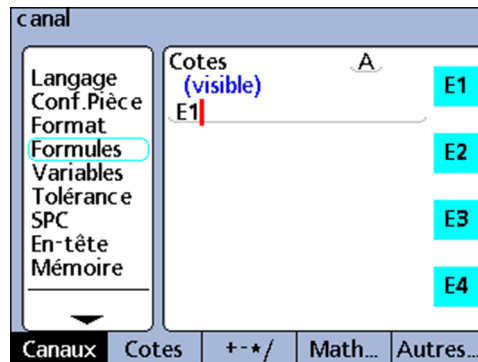 canal
Langage
Conf.Pièce
Format
Formules
Variables
Tolérance
SPC
En-tête
Mémoire
Cotes A
(visible)
E1
E1
E2
E3
E4
Canaux Cotes +-*/ Math... Autres...